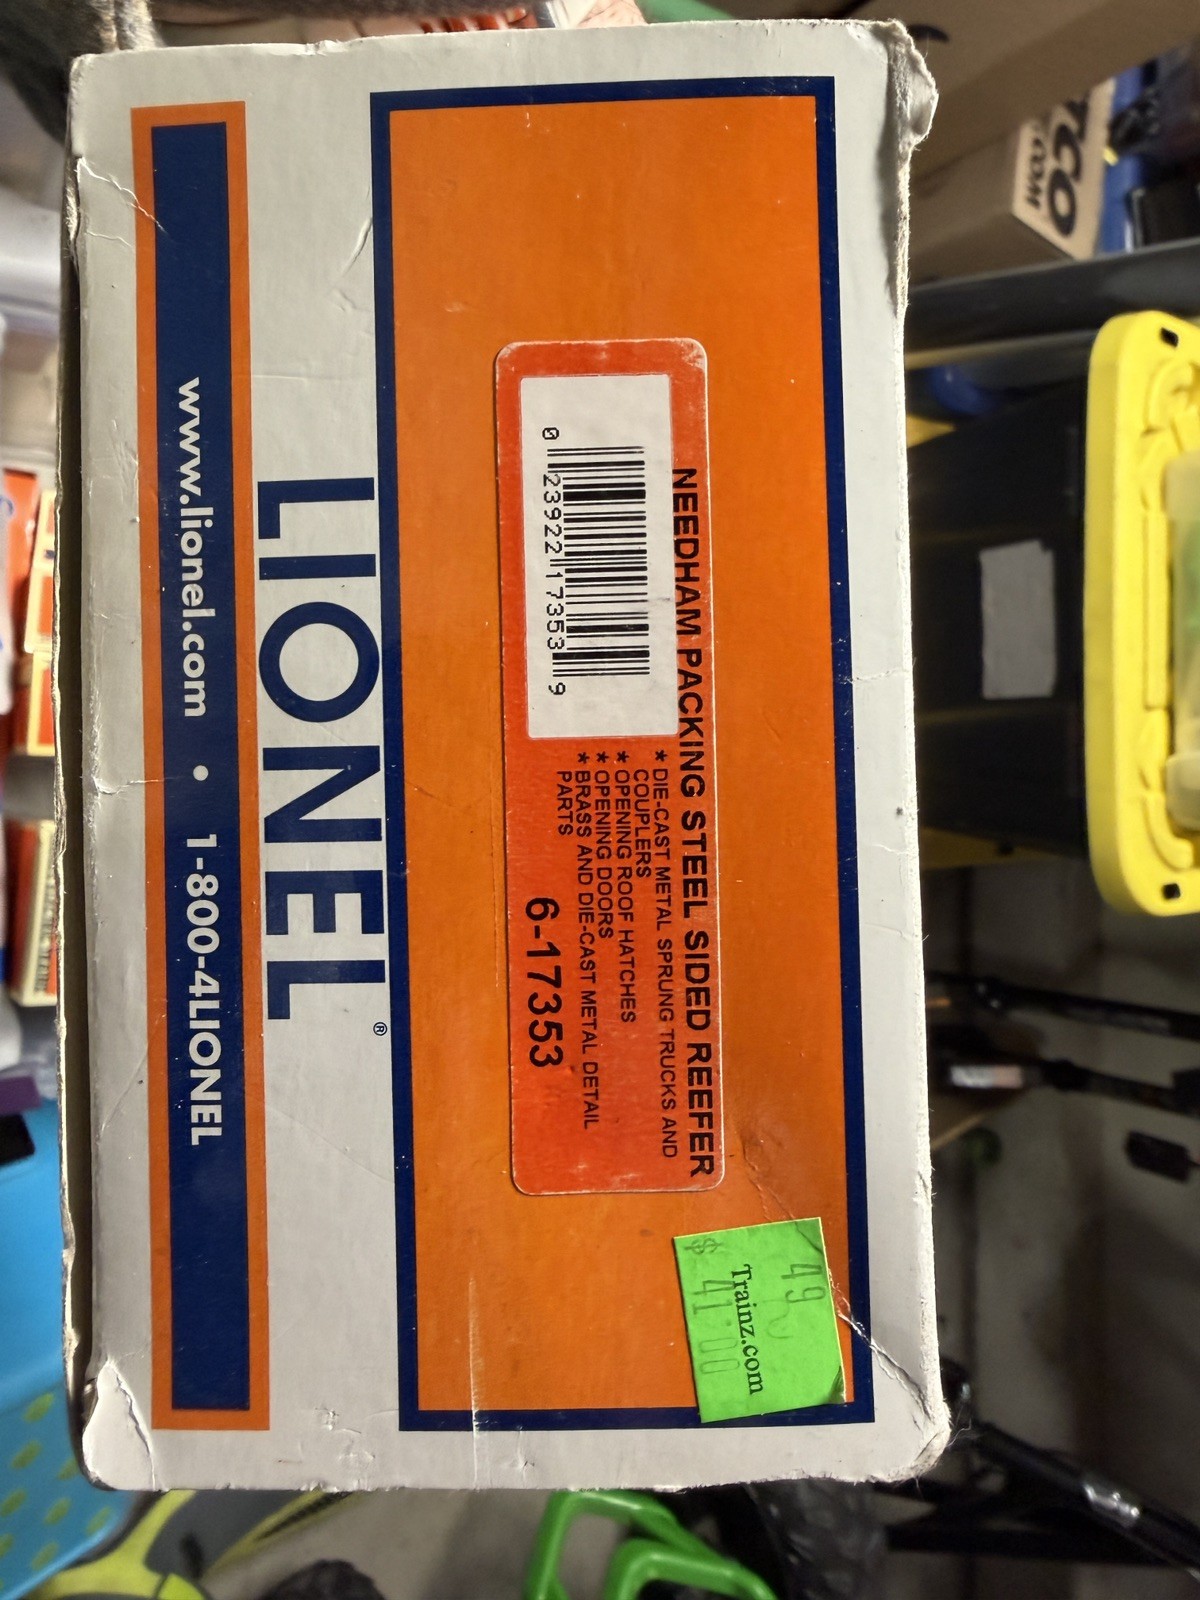 NEEDHAM PACKING STEEL SIDED REEFER
★ DIE-CAST METAL SPRUNG TRUCKS AND
COUPLERS
★ OPENING ROOF HATCHES
★ OPENING DOORS
★ BRASS AND DIE-CAST METAL DETAIL
PARTS
6-17353
0 23922 17353 9
49
Trainz.com
$ 41.00
LIONEL®
www.lionel.com • 1-800-4LIONEL
CO
.COM